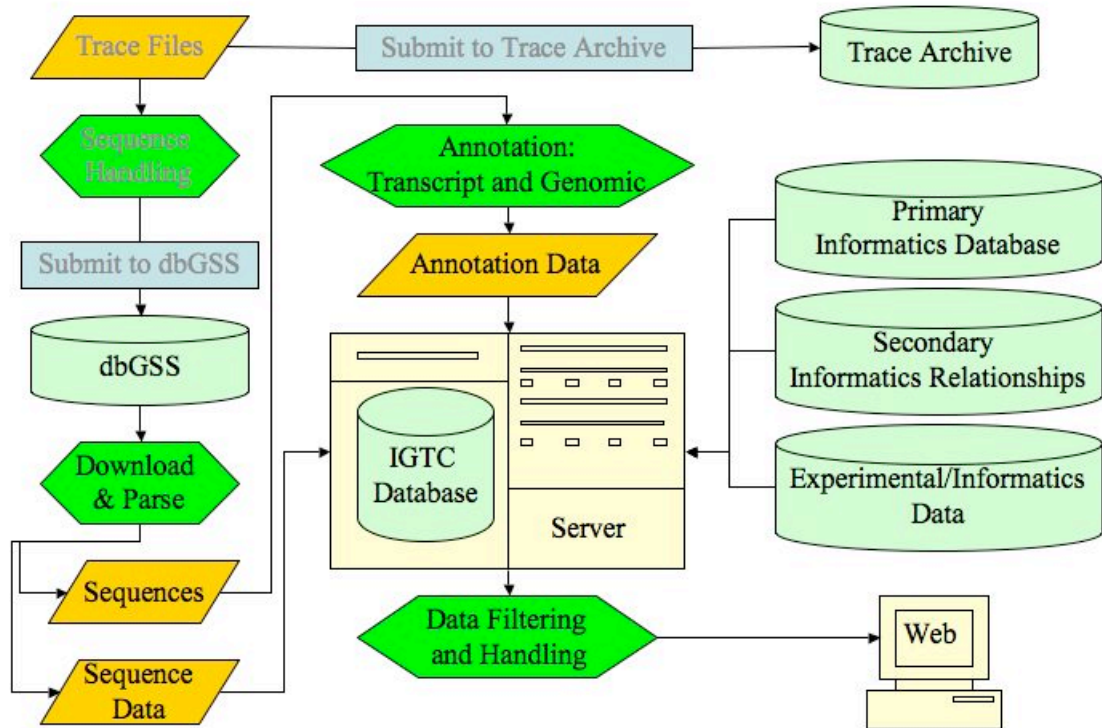 Trace Files
Submit to Trace Archive
Trace Archive
Sequence
Handling
Annotation:
Transcript and Genomic
Primary
Informatics Database
Submit to dbGSS
Annotation Data
dbGSS
Secondary
Informatics Relationships
Download
& Parse
IGTC
Database
Server
Experimental/Informatics
Data
Sequences
Data Filtering
and Handling
Web
Sequence
Data